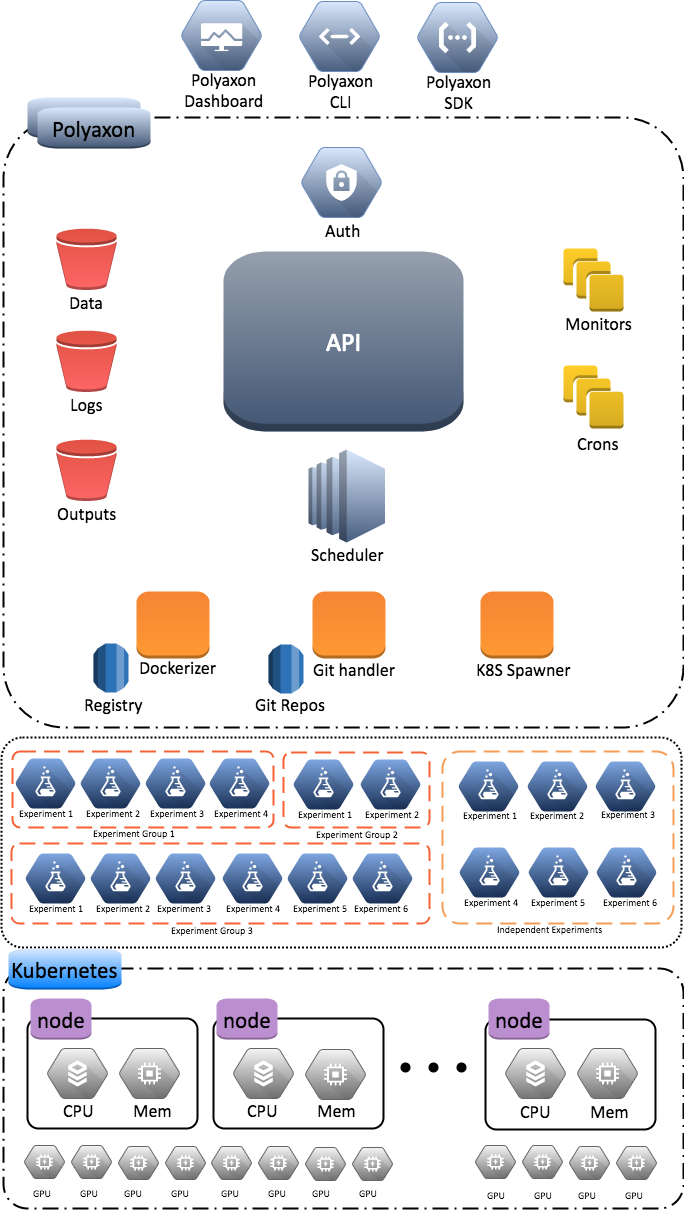 Polyaxon
Dashboard
Polyaxon
CLI
Polyaxon
SDK
Polyaxon
Auth
Data
Logs
Outputs
API
Monitors
Crons
Scheduler
Dockerizer
Registry
Git handler
Git Repos
K8S Spawner
Experiment 1
Experiment 2
Experiment 3
Experiment 4
Experiment Group 1
Experiment 1
Experiment 2
Experiment Group 2
Experiment 1
Experiment 2
Experiment 3
Experiment 4
Experiment 5
Experiment 6
Independent Experiments
Experiment 1
Experiment 2
Experiment 3
Experiment 4
Experiment 5
Experiment 6
Experiment Group 3
Kubernetes
node
CPU
Mem
node
CPU
Mem
node
CPU
Mem
GPU
GPU
GPU
GPU
GPU
GPU
GPU
GPU
GPU
GPU
GPU
GPU